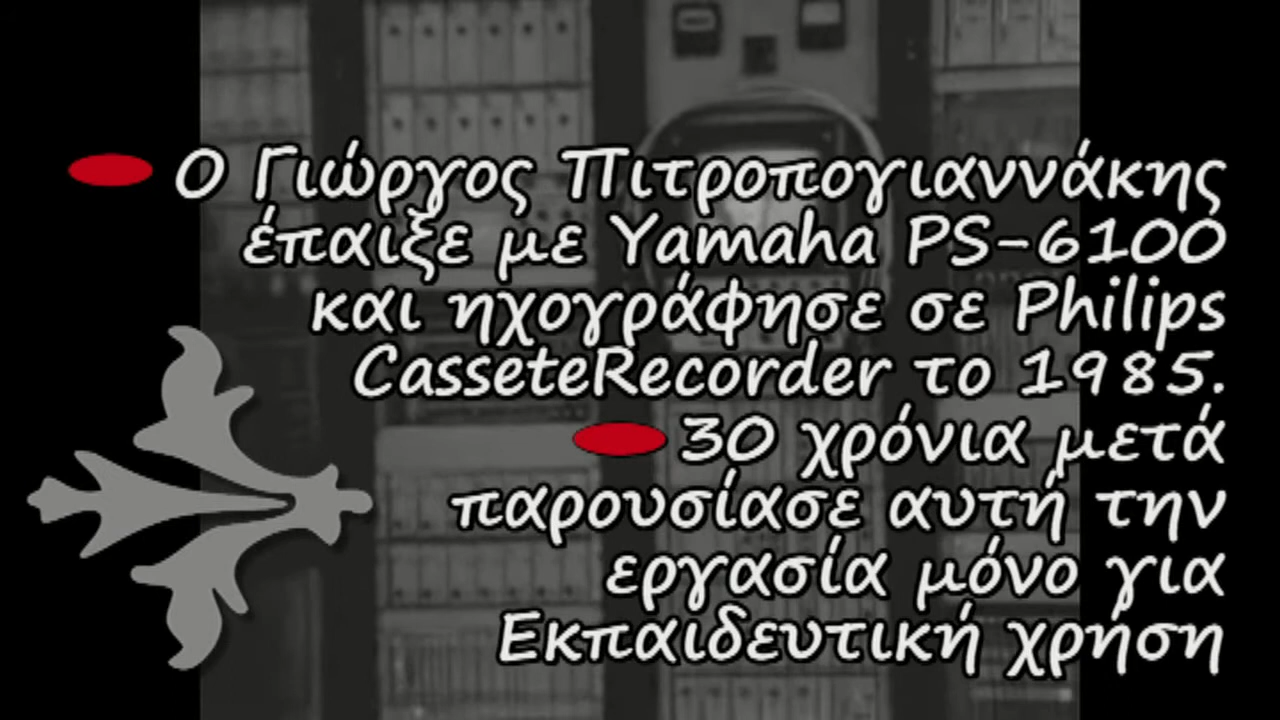 Ο Γιώργος Πιτροπογιαννάκης
έπαιξε με Yamaha PS-6100
και ηχογράφησε σε Philips
CasseteRecorder το 1985.
30 χρόνια μετά
παρουσίασε αυτή την
εργασία μόνο για
Εκπαιδευτική χρήση